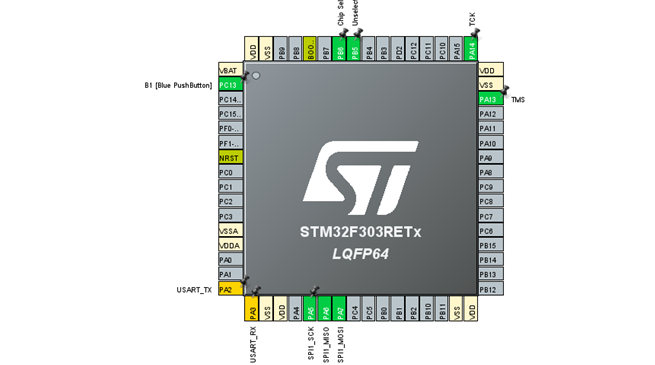 Chip Sel
Unselect
TCK
VDD
VSS
PB9
PB8
BOO...
PB7
PB6
PB5
PB4
PB3
PD2
PC12
PC11
PC10
PA15
PA14
B1 [Blue PushButton]
USART_TX
VBAT
PC13
PC14..
PC15..
PF0-..
PF1-..
NRST
PC0
PC1
PC2
PC3
VSSA
VDDA
PA0
PA1
PA2
ST
STM32F303RETx
LQFP64
VDD
VSS
PA13
PA12
PA11
PA10
PA9
PA8
PC9
PC8
PC7
PC6
PB15
PB14
PB13
PB12
TMS
PA3
VSS
VDD
PA4
PA5
PA6
PA7
PC4
PC5
PB0
PB1
PB2
PB10
PB11
VSS
VDD
USART_RX
SPI1_SCK
SPI1_MISO
SPI1_MOSI